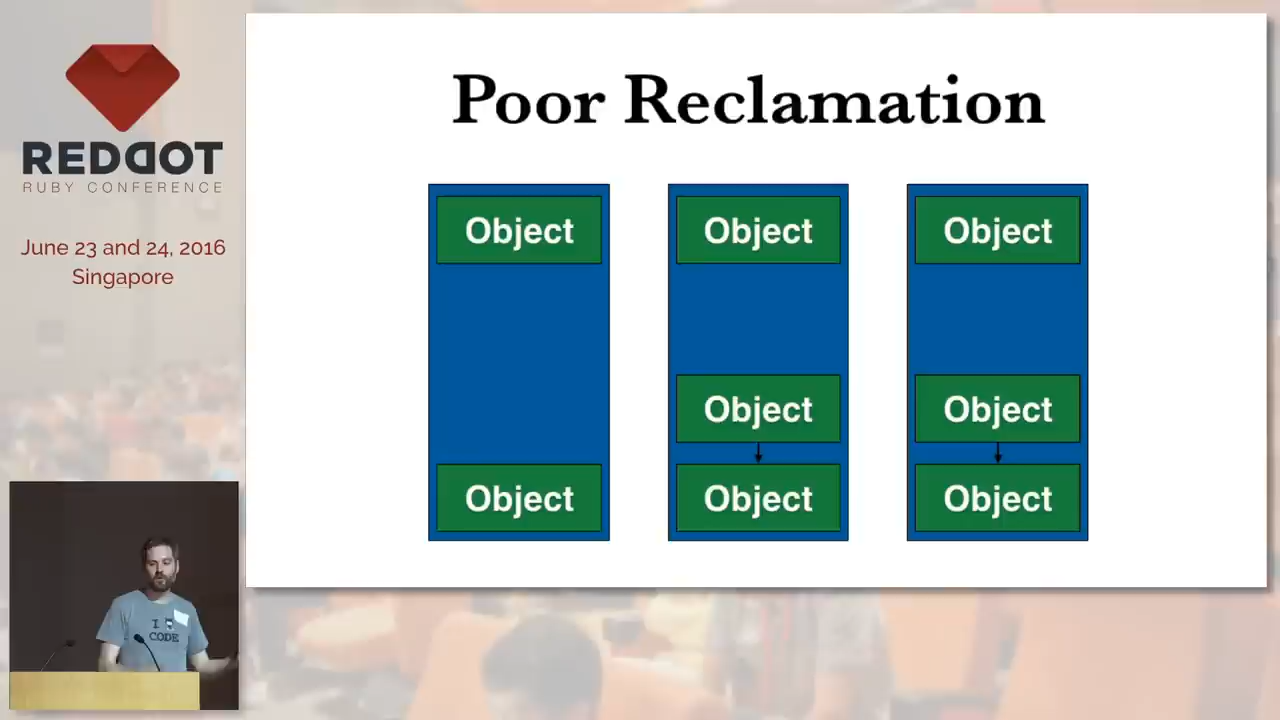 REDDOT
RUBY CONFERENCE
June 23 and 24, 2016
Singapore
Poor Reclamation
Object
Object
Object
Object
Object
Object
Object
Object
I
CODE